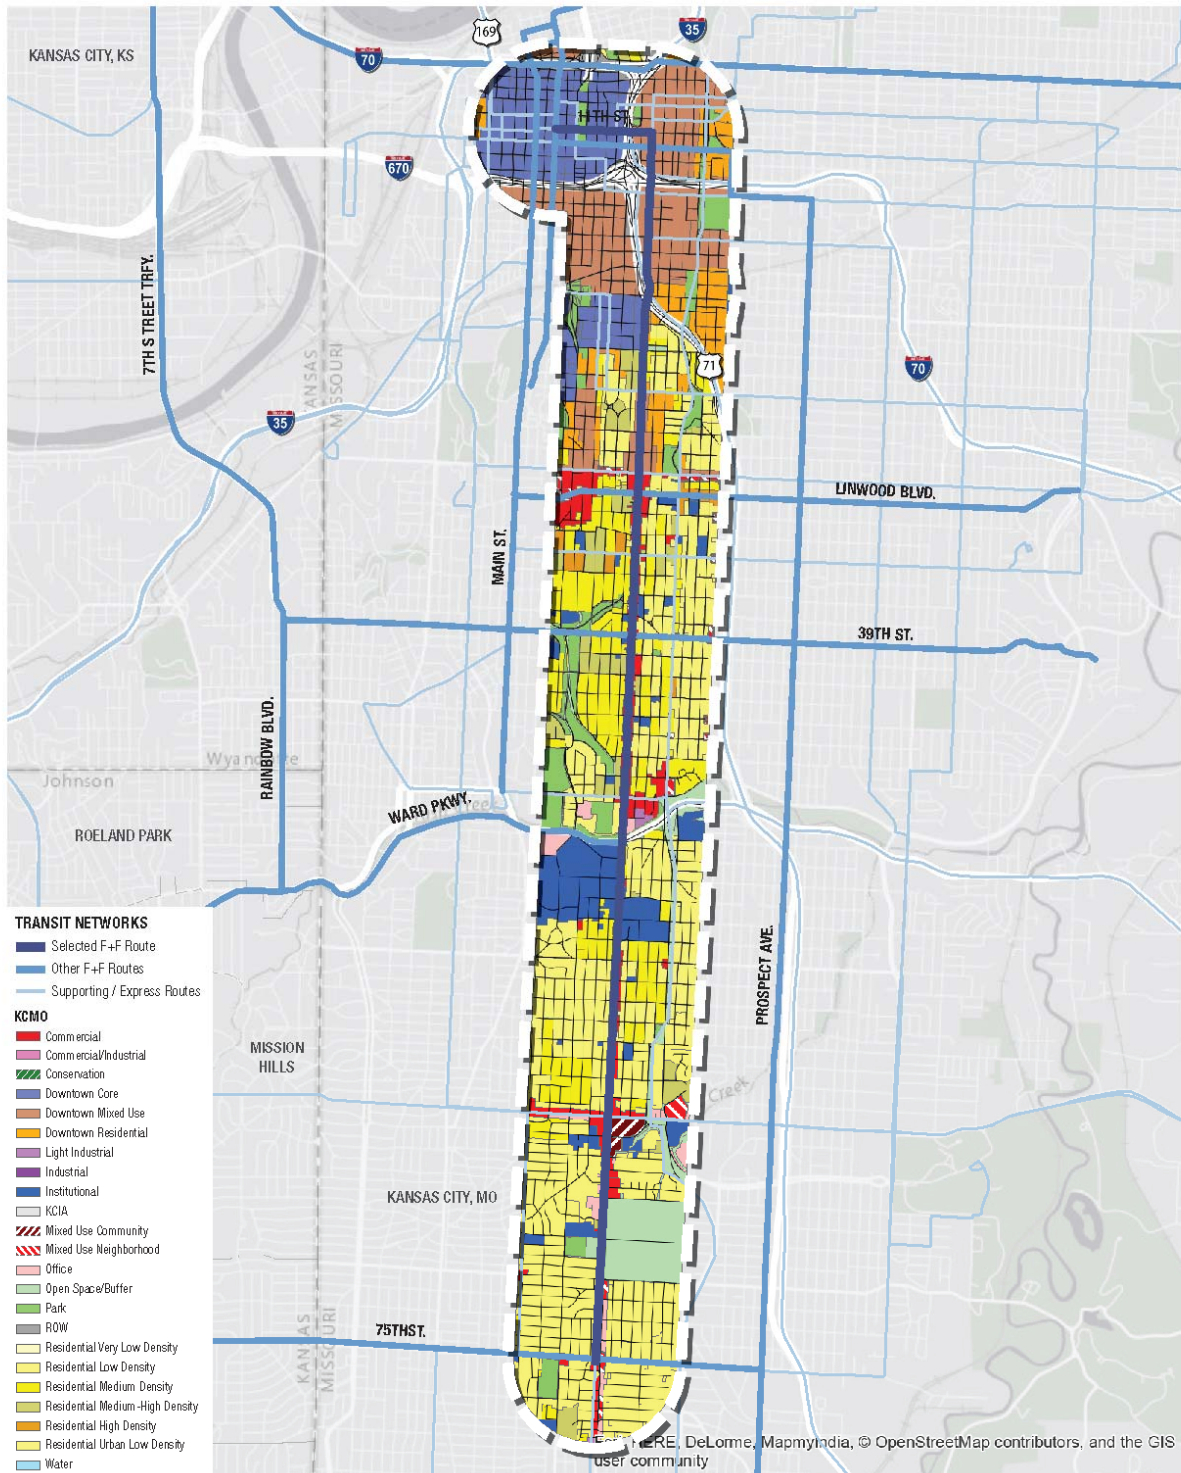 169
35
KANSAS CITY, KS
70
11TH ST.
670
7TH STREET TRFY.
KANSAS
MISSOURI
71
70
35
LINWOOD BLVD.
MAIN ST.
39TH ST.
RAINBOW BLVD.
Wyandotte
Johnson
WARD PKWY.
ROELAND PARK
PROSPECT AVE.
MISSION
HILLS
Creek
KANSAS CITY, MO
KANSAS
MISSOURI
75THST.
TRANSIT NETWORKS
Selected F+F Route
Other F+F Routes
Supporting / Express Routes
KCMO
Commercial
Commercial/Industrial
Conservation
Downtown Core
Downtown Mixed Use
Downtown Residential
Light Industrial
Industrial
Institutional
KCIA
Mixed Use Community
Mixed Use Neighborhood
Office
Open Space/Buffer
Park
ROW
Residential Very Low Density
Residential Low Density
Residential Medium Density
Residential Medium-High Density
Residential High Density
Residential Urban Low Density
Water
HERE, DeLorme, MapmyIndia, © OpenStreetMap contributors, and the GIS
user community